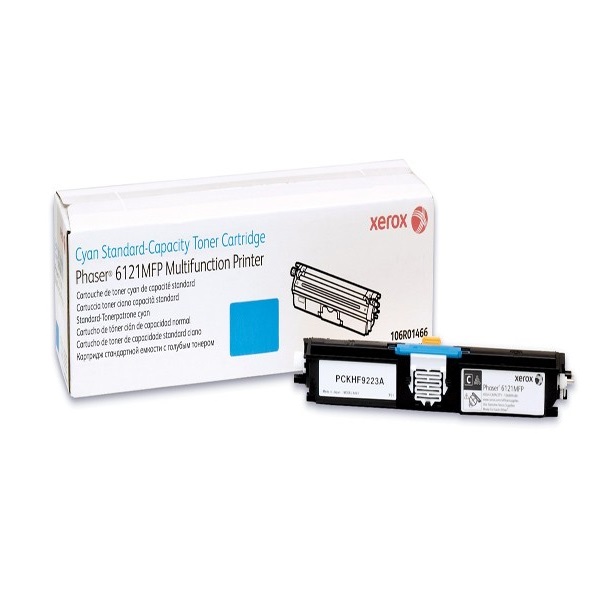 xerox
Cyan Standard-Capacity Toner Cartridge
Phaser® 6121MFP Multifunction Printer
Cartouche de toner cyan de capacité standard
Cartuccia toner ciano capacità standard
Standard-Tonerpatrone cyan
Cartucho de tóner cián de capacidad normal
Cartucho de toner de capacidade standard ciano
Картридж стандартной емкости с голубым тонером
106R01466
PCKHF9223A
C
xerox
Phaser® 6121MFP